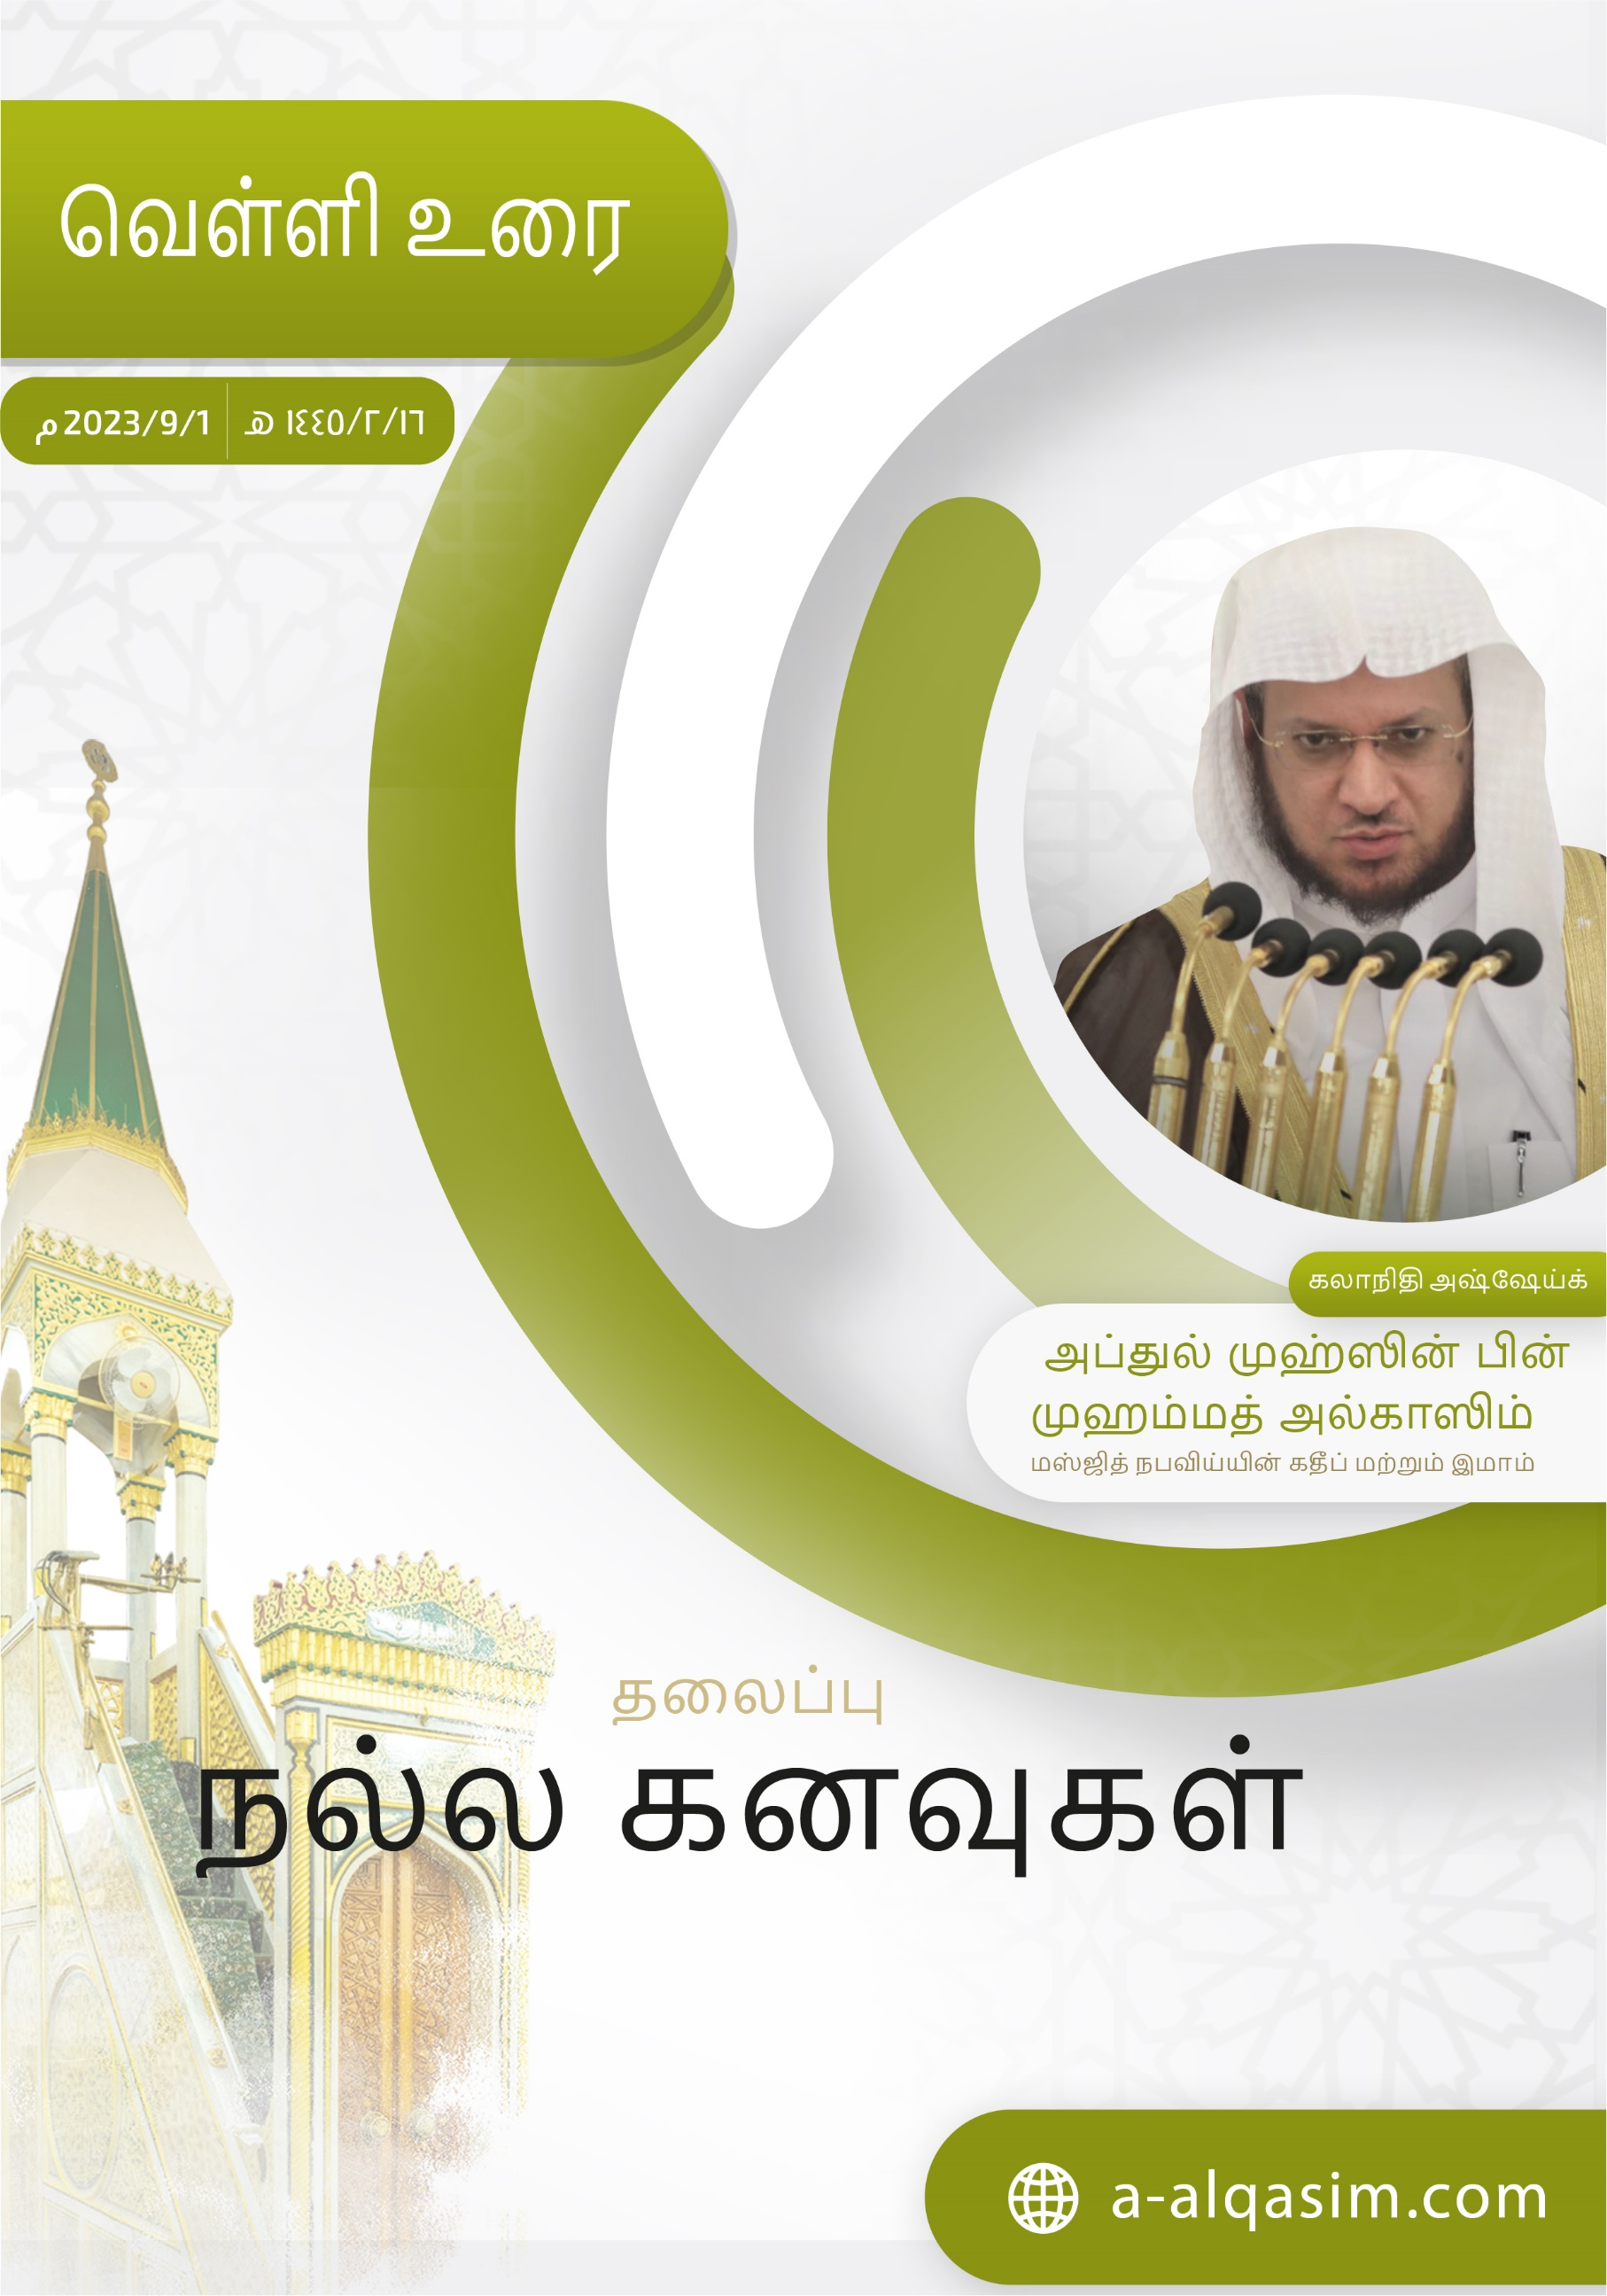 வெள்ளி உரை
١٤٤٥/٢/١٦ هـ
2023/9/1 م
கலாநிதி அஷ்ஷேய்க்
அப்துல் முஹ்ஸின் பின்
முஹம்மத் அல்காஸிம்
மஸ்ஜித் நபவிய்யின் கதீப் மற்றும் இமாம்
தலைப்பு
நல்ல கனவுகள்
a-alqasim.com